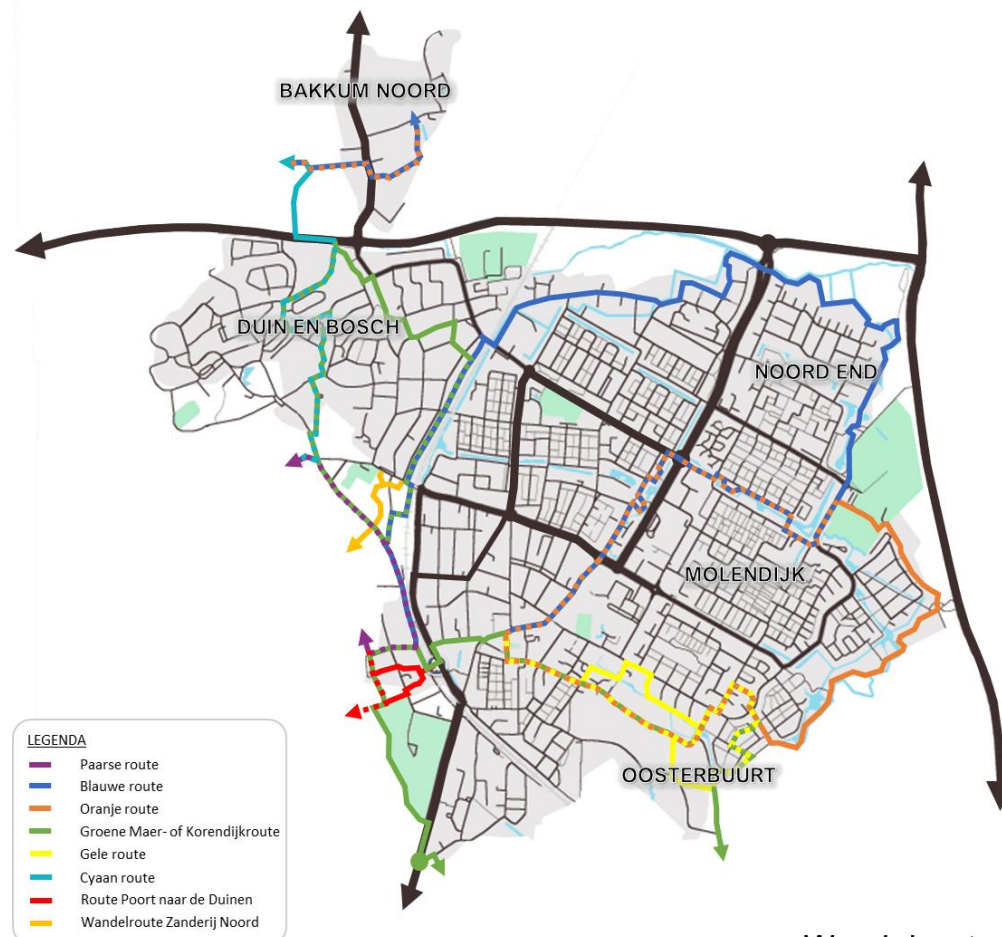 BAKKUM NOORD
DUIN EN BOSCH
NOORD END
MOLENDIJK
OOSTERBUURT
LEGENDA
Paarse route
Blauwe route
Oranje route
Groene Maer- of Korendijkroute
Gele route
Cyaan route
Route Poort naar de Duinen
Wandelroute Zanderij Noord